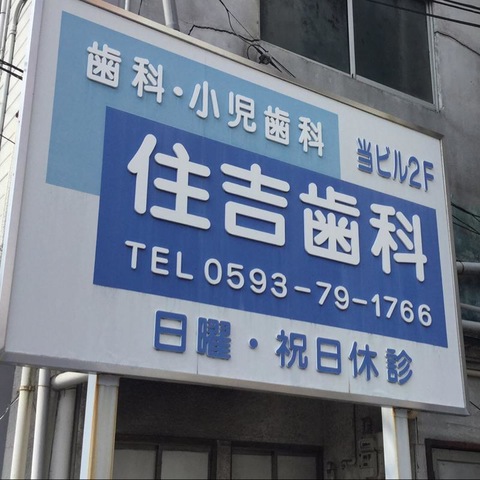 歯科・小児歯科
当ビル2F
住吉歯科
TEL 0593-79-1766
日曜・祝日休診